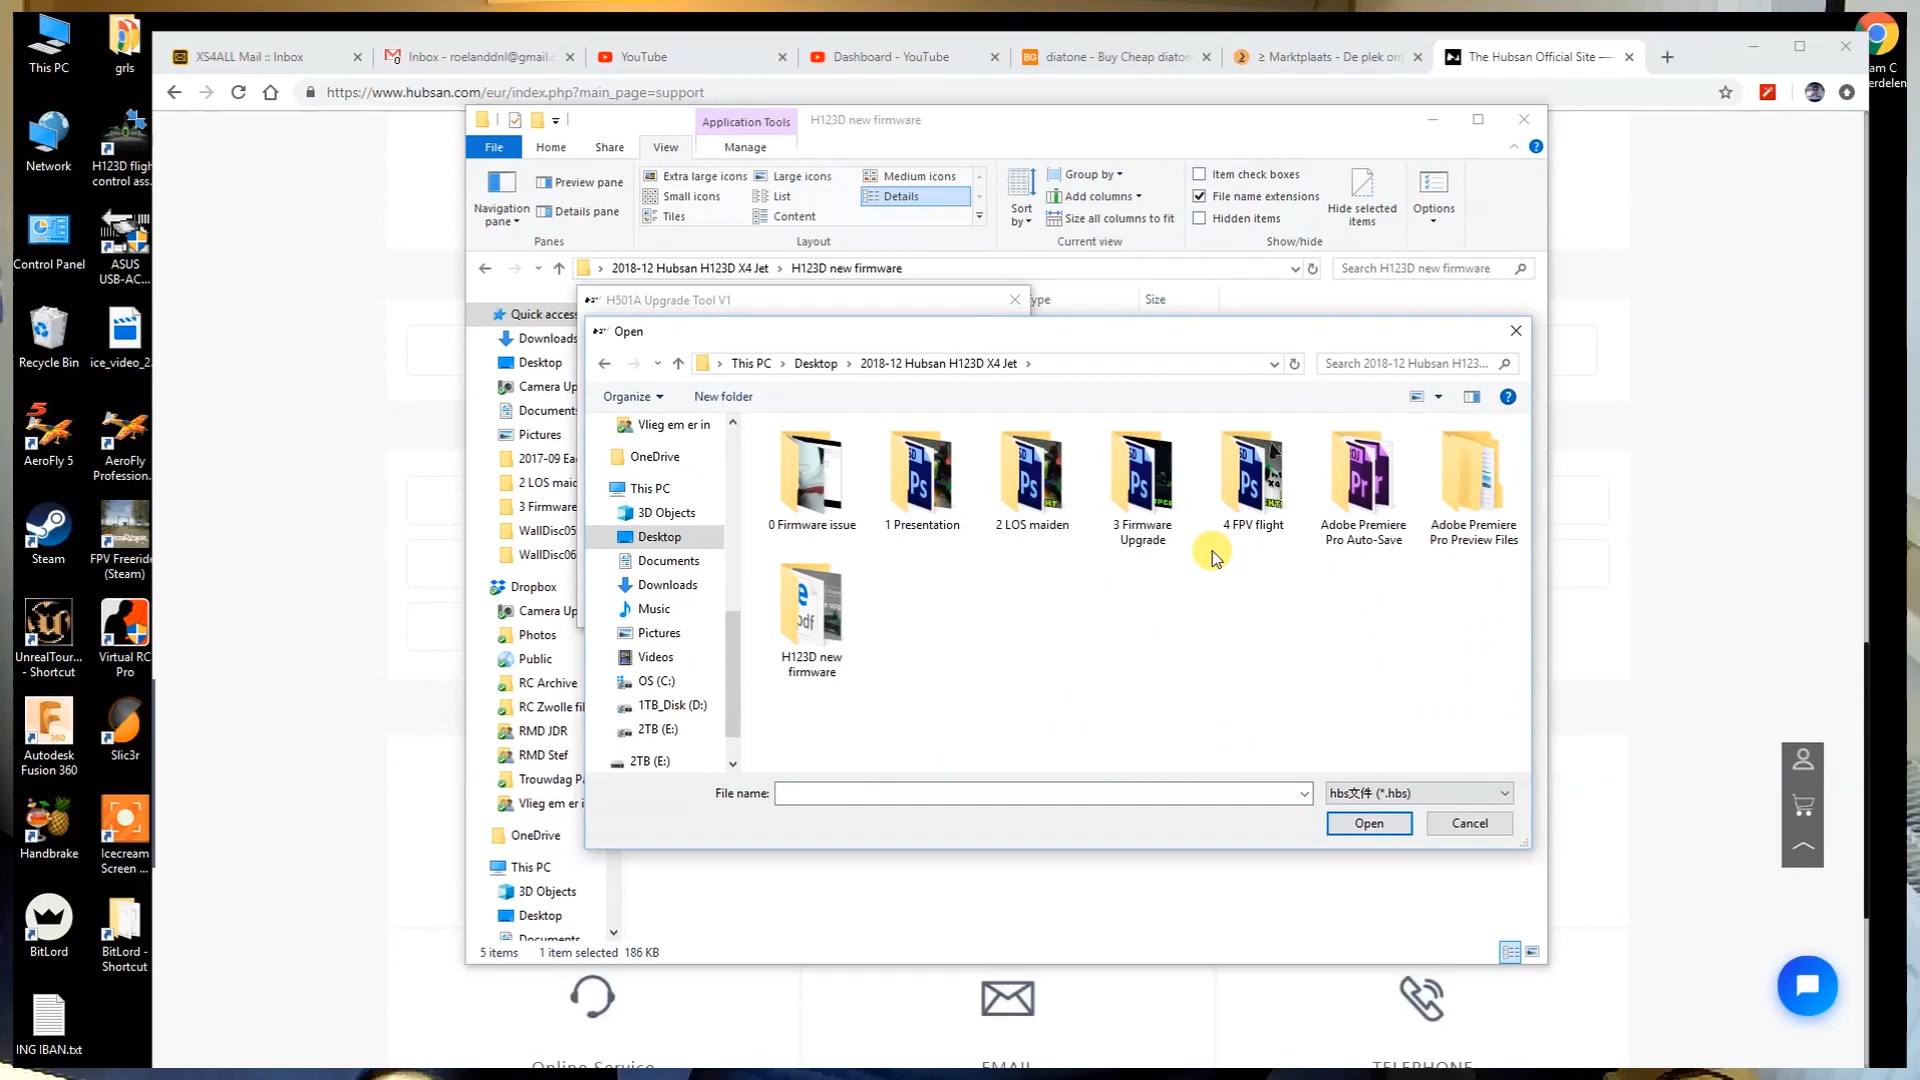 This PC
grls
Network
H123D fligh
control ass.
Control Panel
ASUS
USB-AC...
Recycle Bin
ice_video_2
AeroFly 5
AeroFly
Profession..
Steam
FPV Freeride
(Steam)
UnrealTour...
- Shortcut
Virtual RC
Pro
Autodesk
Fusion 360
Slic3r
Handbrake
Icecream
Screen ...
BitLord
BitLord -
Shortcut
ING IBAN.txt
am C
erdelen
XS4ALL Mail :: Inbox
Inbox - roelanddnl@gmail.c
YouTube
Dashboard - YouTube
BG
diatone - Buy Cheap diaton
≥ Marktplaats - De plek om
The Hubsan Official Site —
https://www.hubsan.com/eur/index.php?main_page=support
Application Tools
H123D new firmware
File
Home
Share
View
Manage
Navigation
pane
Preview pane
Details pane
Panes
Extra large icons
Large icons
Medium icons
Small icons
List
Details
Tiles
Content
Layout
Sort
by
Group by
Add columns
Size all columns to fit
Current view
Item check boxes
File name extensions
Hidden items
Hide selected
items
Show/hide
Options
2018-12 Hubsan H123D X4 Jet
H123D new firmware
Search H123D new firmware
H501A Upgrade Tool V1
ype
Size
Quick access
Downloads
Desktop
Camera Up
Documents
Pictures
2017-09 Ea
2 LOS maid
3 Firmware
WallDisc05
WallDisc06
Dropbox
Camera Up
Photos
Public
RC Archive
RC Zwolle fil
RMD JDR
RMD Stef
Trouwdag Pa
Vlieg em er i
OneDrive
This PC
3D Objects
Desktop
Documents
5 items
1 item selected
186 KB
Open
This PC
Desktop
2018-12 Hubsan H123D X4 Jet
Search 2018-12 Hubsan H123...
Organize
New folder
Vlieg em er in
OneDrive
This PC
3D Objects
Desktop
Documents
Downloads
Music
Pictures
Videos
OS (C:)
1TB_Disk (D:)
2TB (E:)
2TB (E:)
0 Firmware issue
1 Presentation
2 LOS maiden
3 Firmware
Upgrade
4 FPV flight
Adobe Premiere
Pro Auto-Save
Adobe Premiere
Pro Preview Files
H123D new
firmware
File name:
hbs文件 (*.hbs)
Open
Cancel
Online Service
EMAIL
TELEPHONE